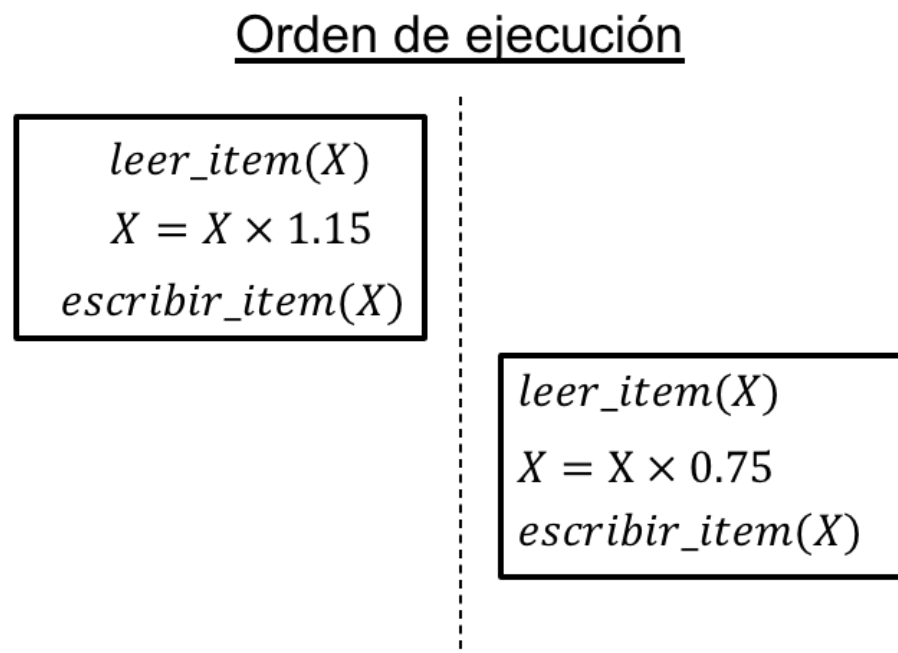 Orden de ejecución
leer_item(X)
X = X × 1.15
escribir_item(X)
leer_item(X)
X = X × 0.75
escribir_item(X)